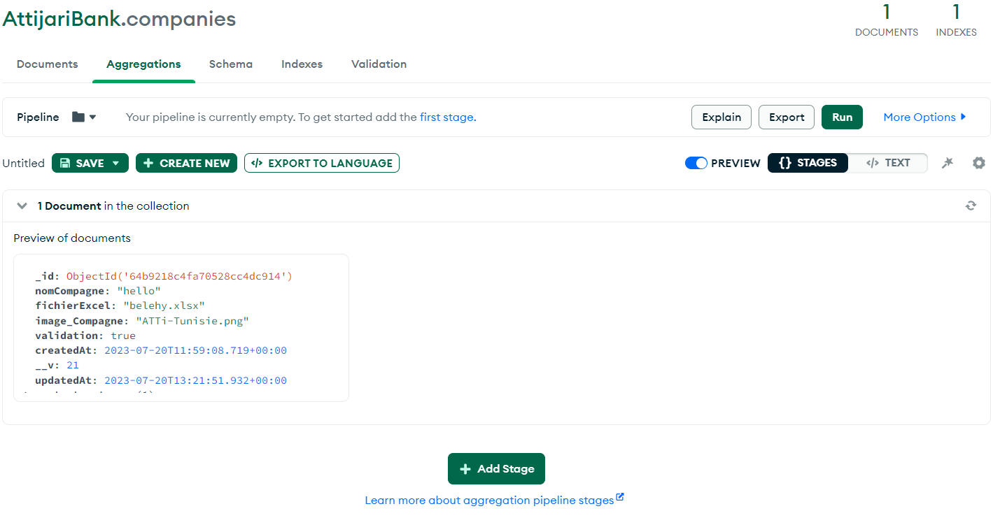 AttijariBank.companies
1 DOCUMENTS
1 INDEXES
Documents Aggregations Schema Indexes Validation
Pipeline Your pipeline is currently empty. To get started add the first stage. Explain Export Run More Options
Untitled SAVE CREATE NEW EXPORT TO LANGUAGE PREVIEW {} STAGES </> TEXT
1 Document in the collection
Preview of documents
_id: ObjectId('64b9218c4fa70528cc4dc914')
nomCompagne: "hello"
fichierExcel: "belehy.xlsx"
image_Compagne: "ATTi-Tunisie.png"
validation: true
createdAt: 2023-07-20T11:59:08.719+00:00
__v: 21
updatedAt: 2023-07-20T13:21:51.932+00:00
Add Stage
Learn more about aggregation pipeline stages